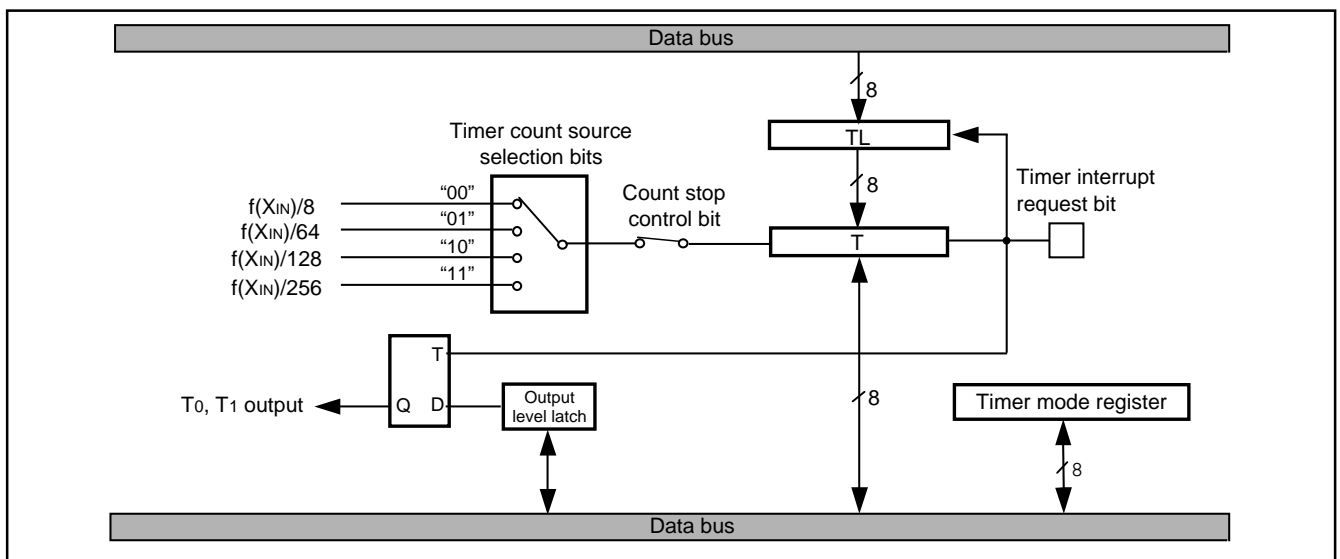 Data bus
8
TL
Timer count source
selection bits
8
Count stop
control bit
Timer interrupt
request bit
f(XIN)/8
"00"
f(XIN)/64
"01"
f(XIN)/128
"10"
f(XIN)/256
"11"
T
T
T0, T1 output
Q
D
Output
level latch
8
Timer mode register
8
Data bus